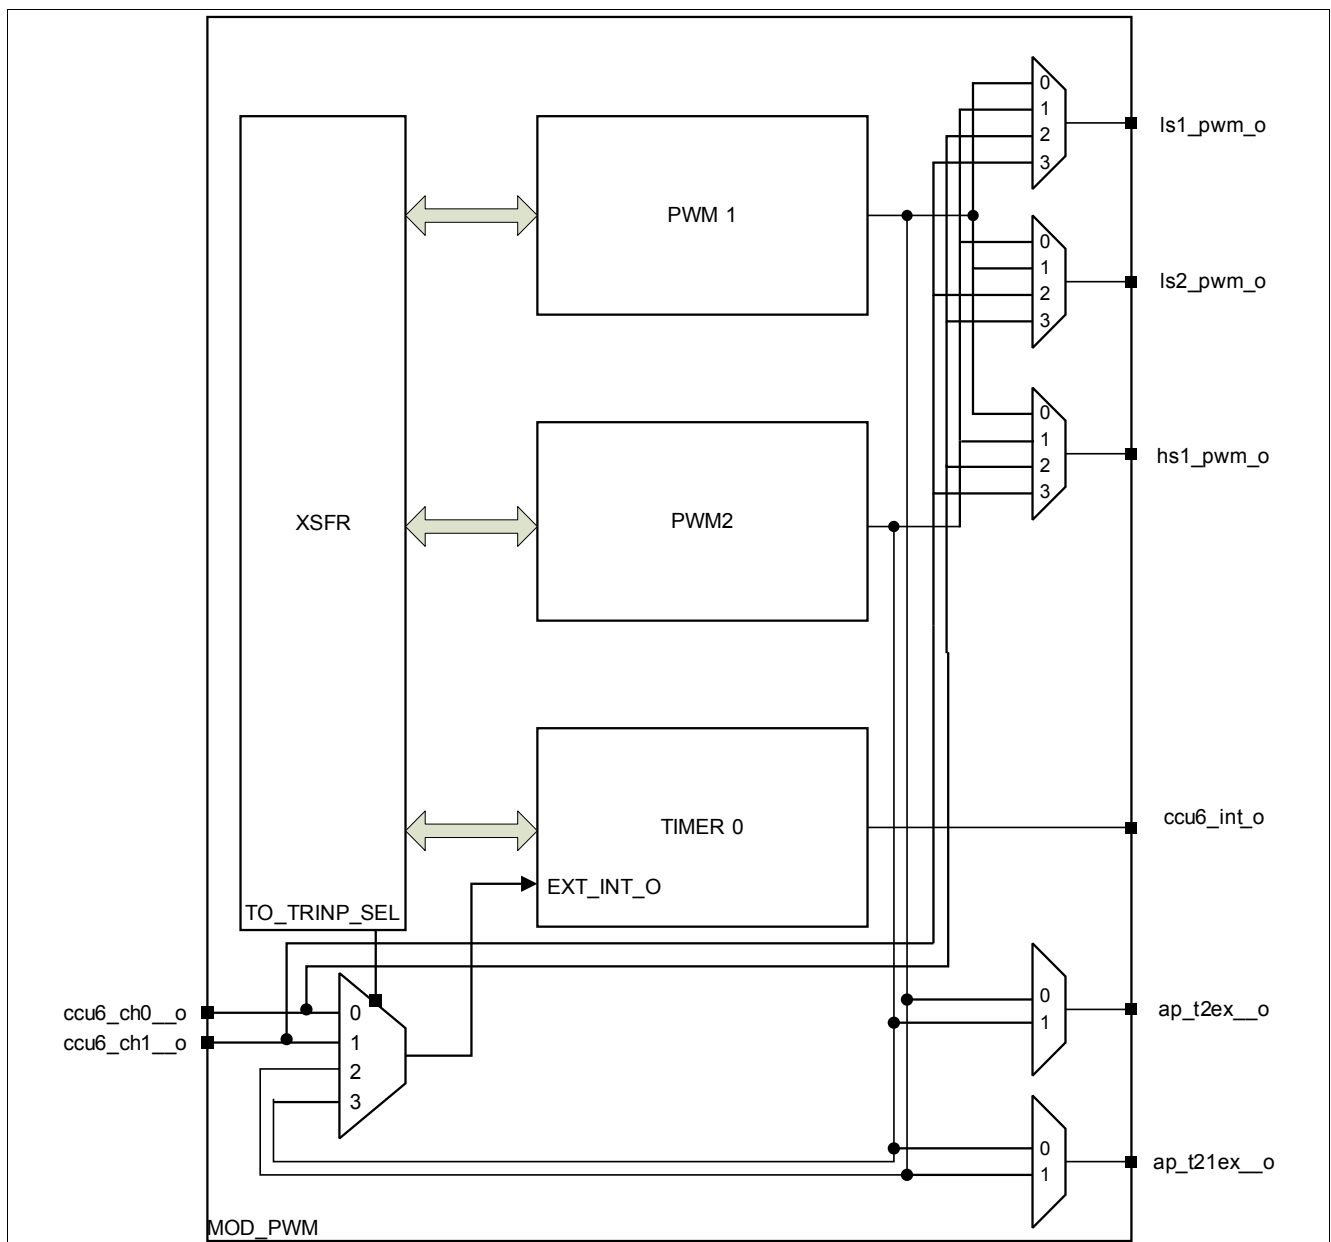 0
1
2
3
ls1_pwm_o
PWM 1
0
1
2
3
ls2_pwm_o
0
1
2
3
hs1_pwm_o
XSFR
PWM2
TIMER 0
ccu6_int_o
EXT_INT_O
TO_TRINP_SEL
ccu6_ch0__o
ccu6_ch1__o
0
1
2
3
0
1
ap_t2ex__o
0
1
ap_t21ex__o
MOD_PWM